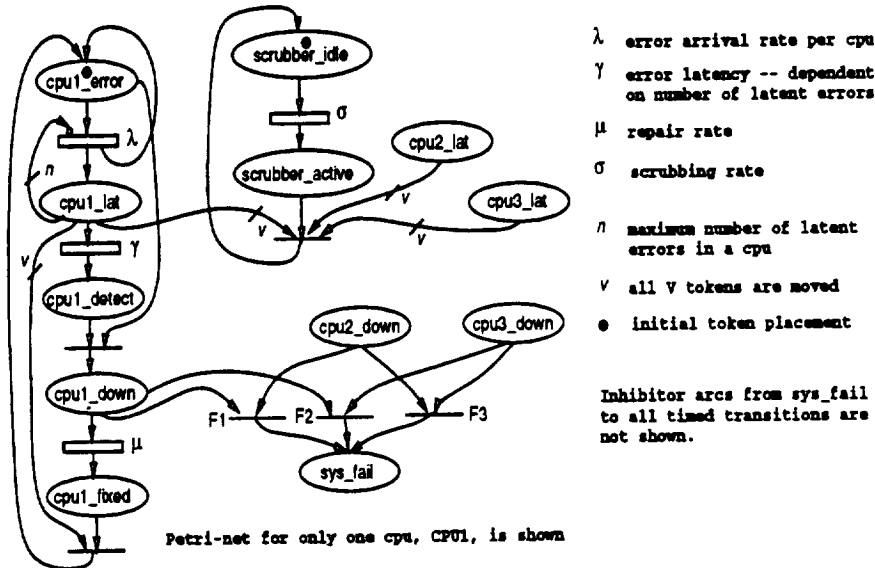 cpu1_error
λ
n
cpu1_lat
v
γ
cpu1_detect
cpu1_down
μ
cpu1_fixed
scrubber_idle
σ
scrubber_active
cpu2_lat
cpu3_lat
v
v
v
cpu2_down
cpu3_down
F1
F2
F3
sys_fail
Petri-net for only one cpu, CPU1, is shown
λ error arrival rate per cpu
γ error latency -- dependent
on number of latent errors
μ repair rate
σ scrubbing rate
n maximum number of latent
errors in a cpu
v all V tokens are moved
● initial token placement
Inhibitor arcs from sys_fail
to all timed transitions are
not shown.